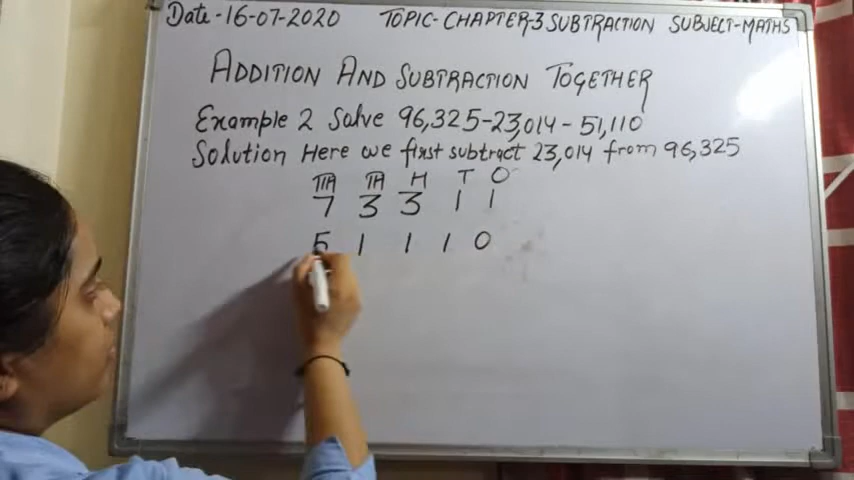 Date-16-07-2020 TOPIC-CHAPTER-3 SUBTRACTION SUBJECT-MATHS
ADDITION AND SUBTRACTION TOGETHER
Example 2 Solve 96,325-23,014-51,110
Solution Here we first subtract 23,014 from 96,325
TTH TH H T O
7 3 3 1 1
5 1 1 1 0